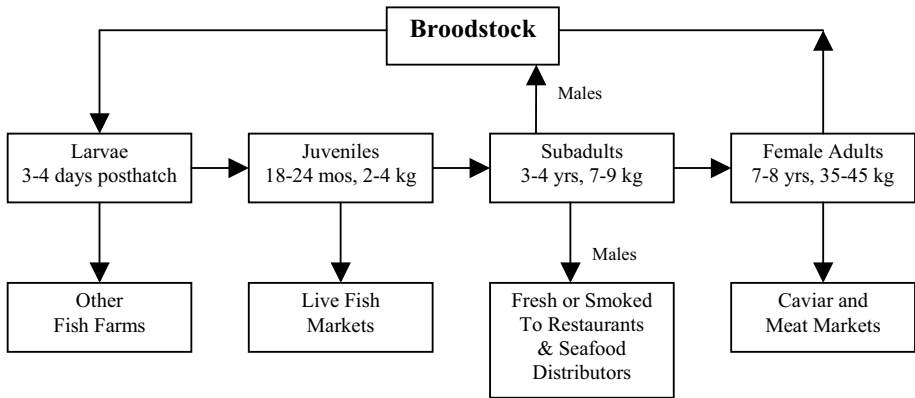 Broodstock
Males
Larvae
3-4 days posthatch
Juveniles
18-24 mos, 2-4 kg
Subadults
3-4 yrs, 7-9 kg
Female Adults
7-8 yrs, 35-45 kg
Males
Other
Fish Farms
Live Fish
Markets
Fresh or Smoked
To Restaurants
& Seafood
Distributors
Caviar and
Meat Markets